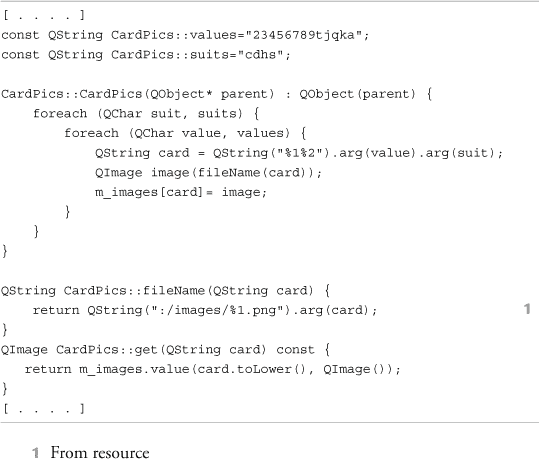 [ . . . . ]
const QString CardPics::values="23456789tjqka";
const QString CardPics::suits="cdhs";
CardPics::CardPics(QObject* parent) : QObject(parent) {
    foreach (QChar suit, suits) {
        foreach (QChar value, values) {
            QString card = QString("%1%2").arg(value).arg(suit);
            QImage image(fileName(card));
            m_images[card]= image;
        }
    }
}
QString CardPics::fileName(QString card) {
    return QString(":/images/%1.png").arg(card); 1
}
QImage CardPics::get(QString card) const {
   return m_images.value(card.toLower(), QImage());
}
[ . . . . ]
1 From resource